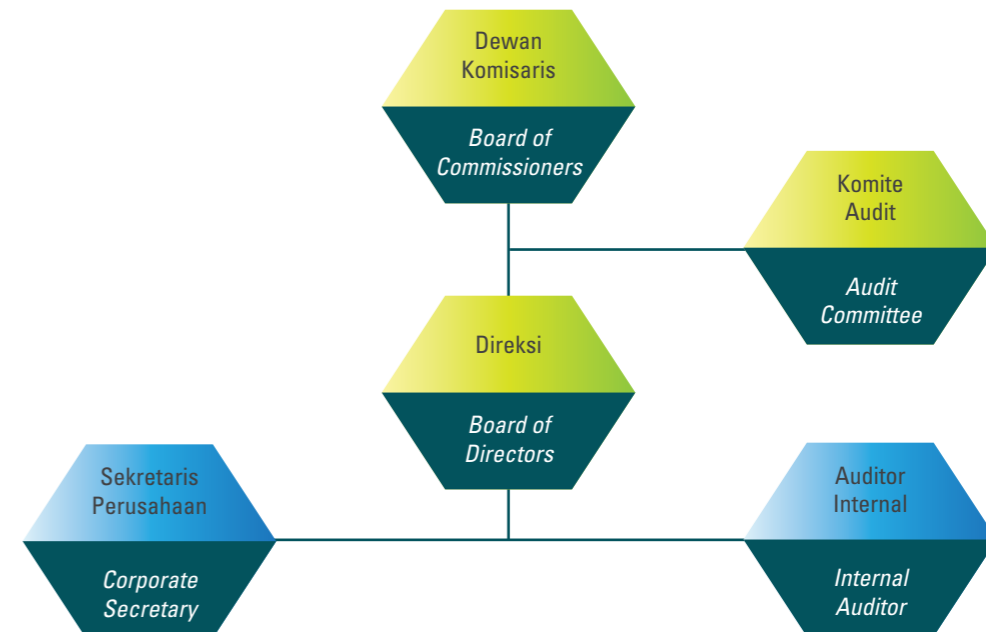 Dewan
Komisaris
Board of
Commissioners
Komite
Audit
Audit
Committee
Direksi
Board of
Directors
Sekretaris
Perusahaan
Corporate
Secretary
Auditor
Internal
Internal
Auditor